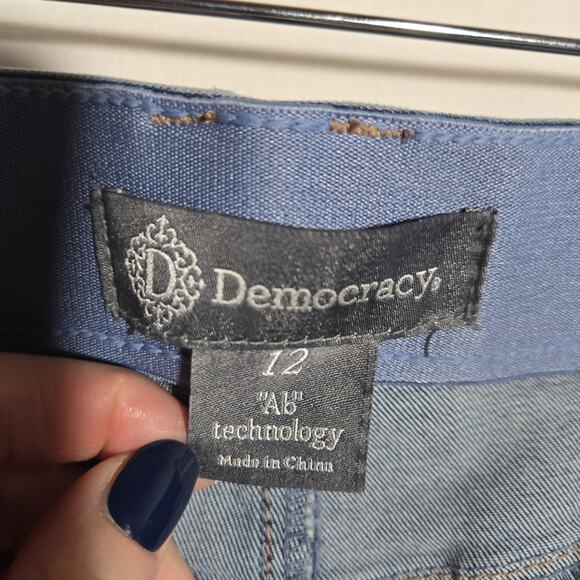 D Democracy®
12
"Ab"
technology
Made in China